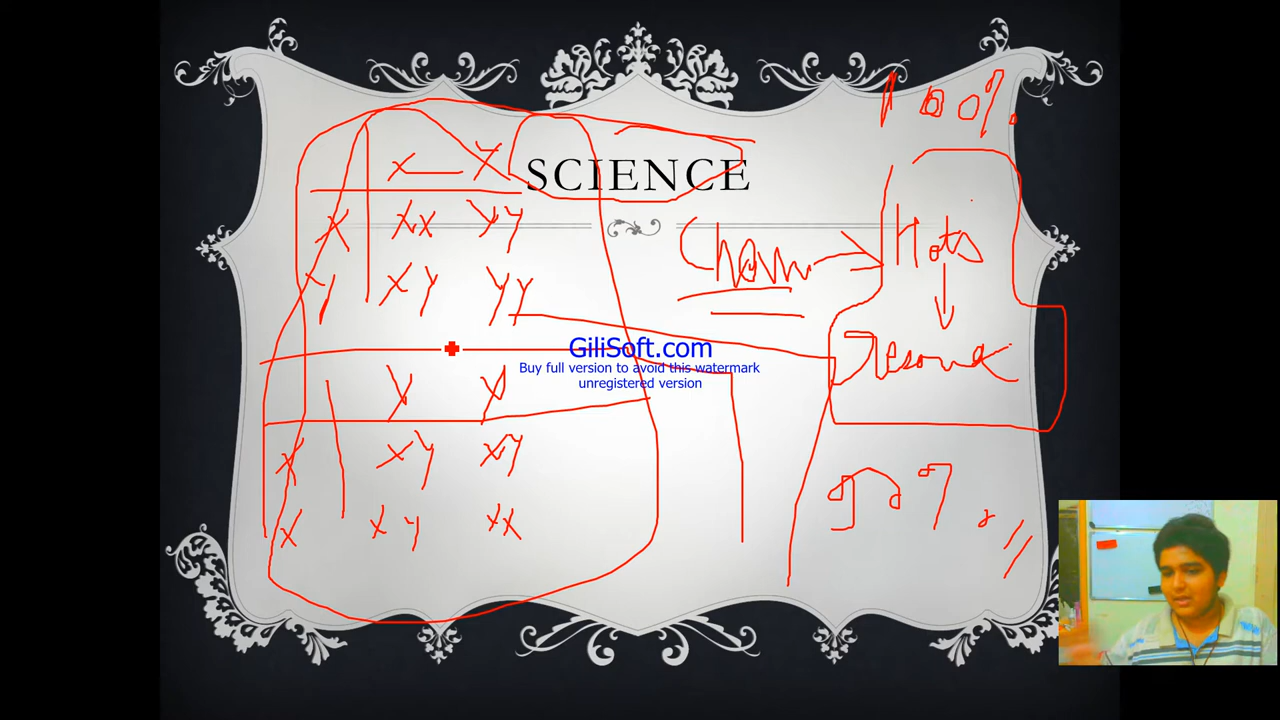 100%.
X Y
SCIENCE
X XX YY
Y XY YY
Hots
GiliSoft.com
Buy full version to avoid this watermark
unregistered version
Y Y
X XY XY
X XY XX